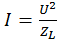 I = U²/Z_L